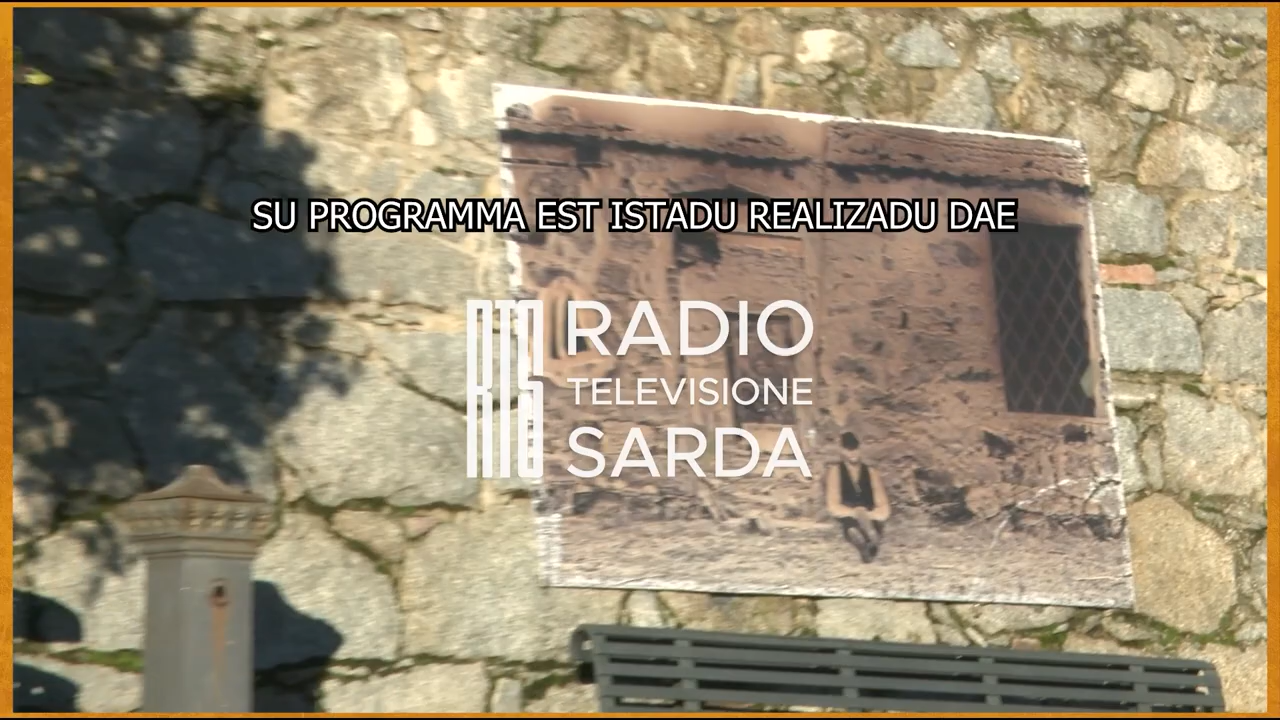 SU PROGRAMMA EST ISTADU REALIZADU DAE
RTS
RADIO
TELEVISIONE
SARDA